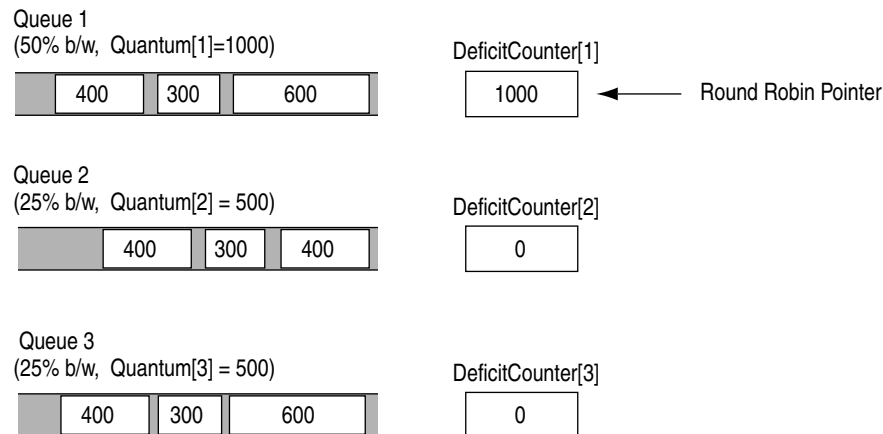 Queue 1
(50% b/w, Quantum[1]=1000)
DeficitCounter[1]
400 300 600
1000
Round Robin Pointer
Queue 2
(25% b/w, Quantum[2] = 500)
DeficitCounter[2]
400 300 400
0
Queue 3
(25% b/w, Quantum[3] = 500)
DeficitCounter[3]
400 300 600
0